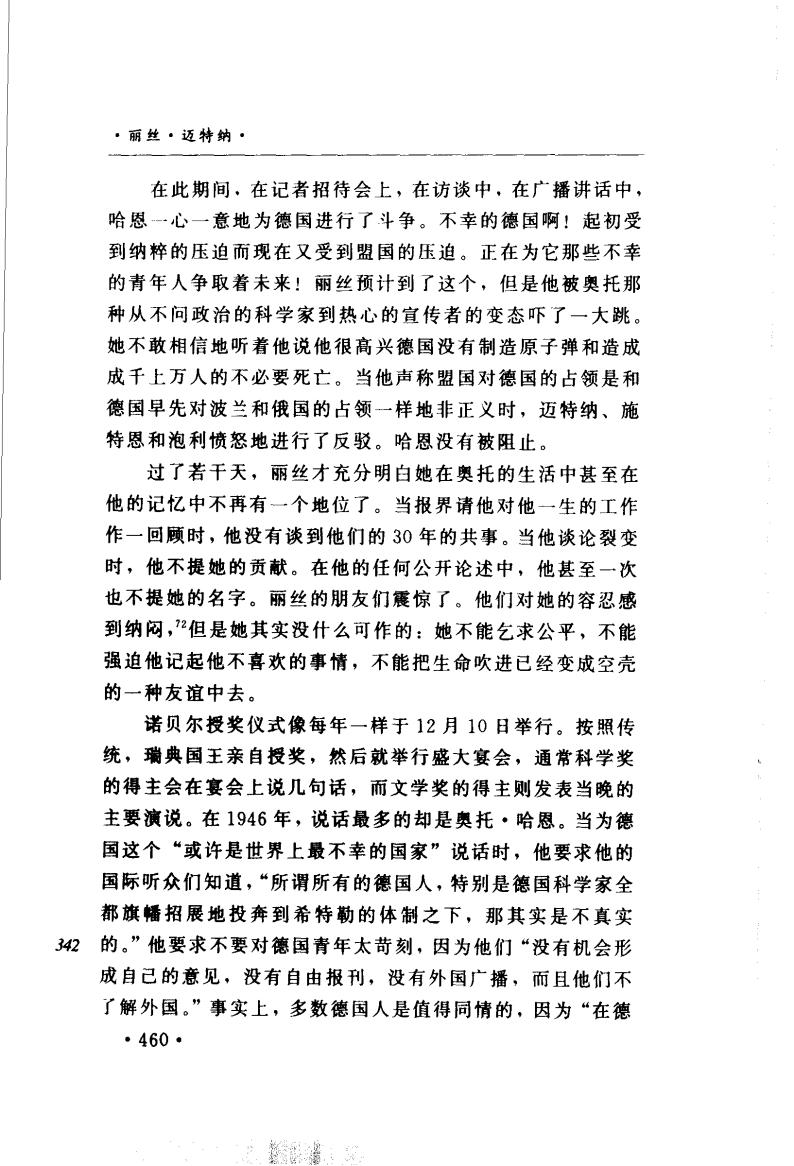 ·丽丝·迈特纳·
在此期间，在记者招待会上，在访谈中，在广播讲话中，
哈恩一心一意地为德国进行了斗争。不幸的德国啊！起初受
到纳粹的压迫而现在又受到盟国的压迫。正在为它那些不幸
的青年人争取着未来！丽丝预计到了这个，但是他被奥托那
种从不问政治的科学家到热心的宣传者的变态吓了一大跳。
她不敢相信地听着他说他很高兴德国没有制造原子弹和造成
成千上万人的不必要死亡。当他声称盟国对德国的占领是和
德国早先对波兰和俄国的占领一样地非正义时，迈特纳、施
特恩和泡利愤怒地进行了反驳。哈恩没有被阻止。
过了若干天，丽丝才充分明白她在奥托的生活中甚至在
他的记忆中不再有一个地位了。当报界请他对他一生的工作
作一回顾时，他没有谈到他们的30年的共事。当他谈论裂变
时，他不提她的贡献。在他的任何公开论述中，他甚至一次
也不提她的名字。丽丝的朋友们震惊了。他们对她的容忍感
到纳闷，72但是她其实没什么可作的：她不能乞求公平，不能
强迫他记起他不喜欢的事情，不能把生命吹进已经变成空壳
的一种友谊中去。
诺贝尔授奖仪式像每年一样于12月10日举行。按照传
统，瑞典国王亲自授奖，然后就举行盛大宴会，通常科学奖
的得主会在宴会上说几句话，而文学奖的得主则发表当晚的
主要演说。在1946年，说话最多的却是奥托·哈恩。当为德
国这个“或许是世界上最不幸的国家”说话时，他要求他的
国际听众们知道，“所谓所有的德国人，特别是德国科学家全
都旗幡招展地投奔到希特勒的体制之下，那其实是不真实
342 的。”他要求不要对德国青年太苛刻，因为他们“没有机会形
成自己的意见，没有自由报刊，没有外国广播，而且他们不
了解外国。”事实上，多数德国人是值得同情的，因为“在德
·460·